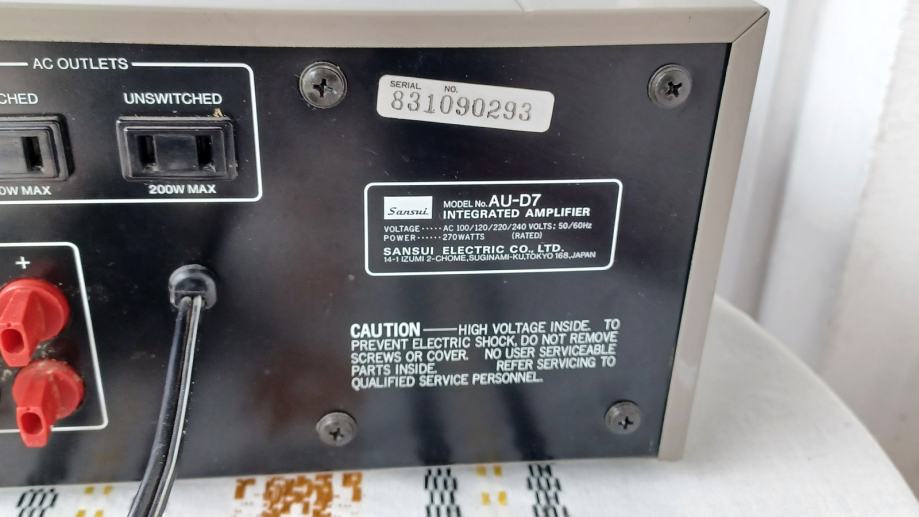 AC OUTLETS
CHED
UNSWITCHED
0W MAX
200W MAX
+
SERIAL NO.
831090293
Sansui
MODEL No. AU-D7
INTEGRATED AMPLIFIER
VOLTAGE ····· AC 100/120/220/240 VOLTS: 50/60Hz
POWER ······ 270WATTS (RATED)
SANSUI ELECTRIC CO., LTD.
14-1 IZUMI 2-CHOME, SUGINAMI-KU, TOKYO 168, JAPAN
CAUTION —— HIGH VOLTAGE INSIDE. TO
PREVENT ELECTRIC SHOCK, DO NOT REMOVE
SCREWS OR COVER. NO USER SERVICEABLE
PARTS INSIDE. REFER SERVICING TO
QUALIFIED SERVICE PERSONNEL.